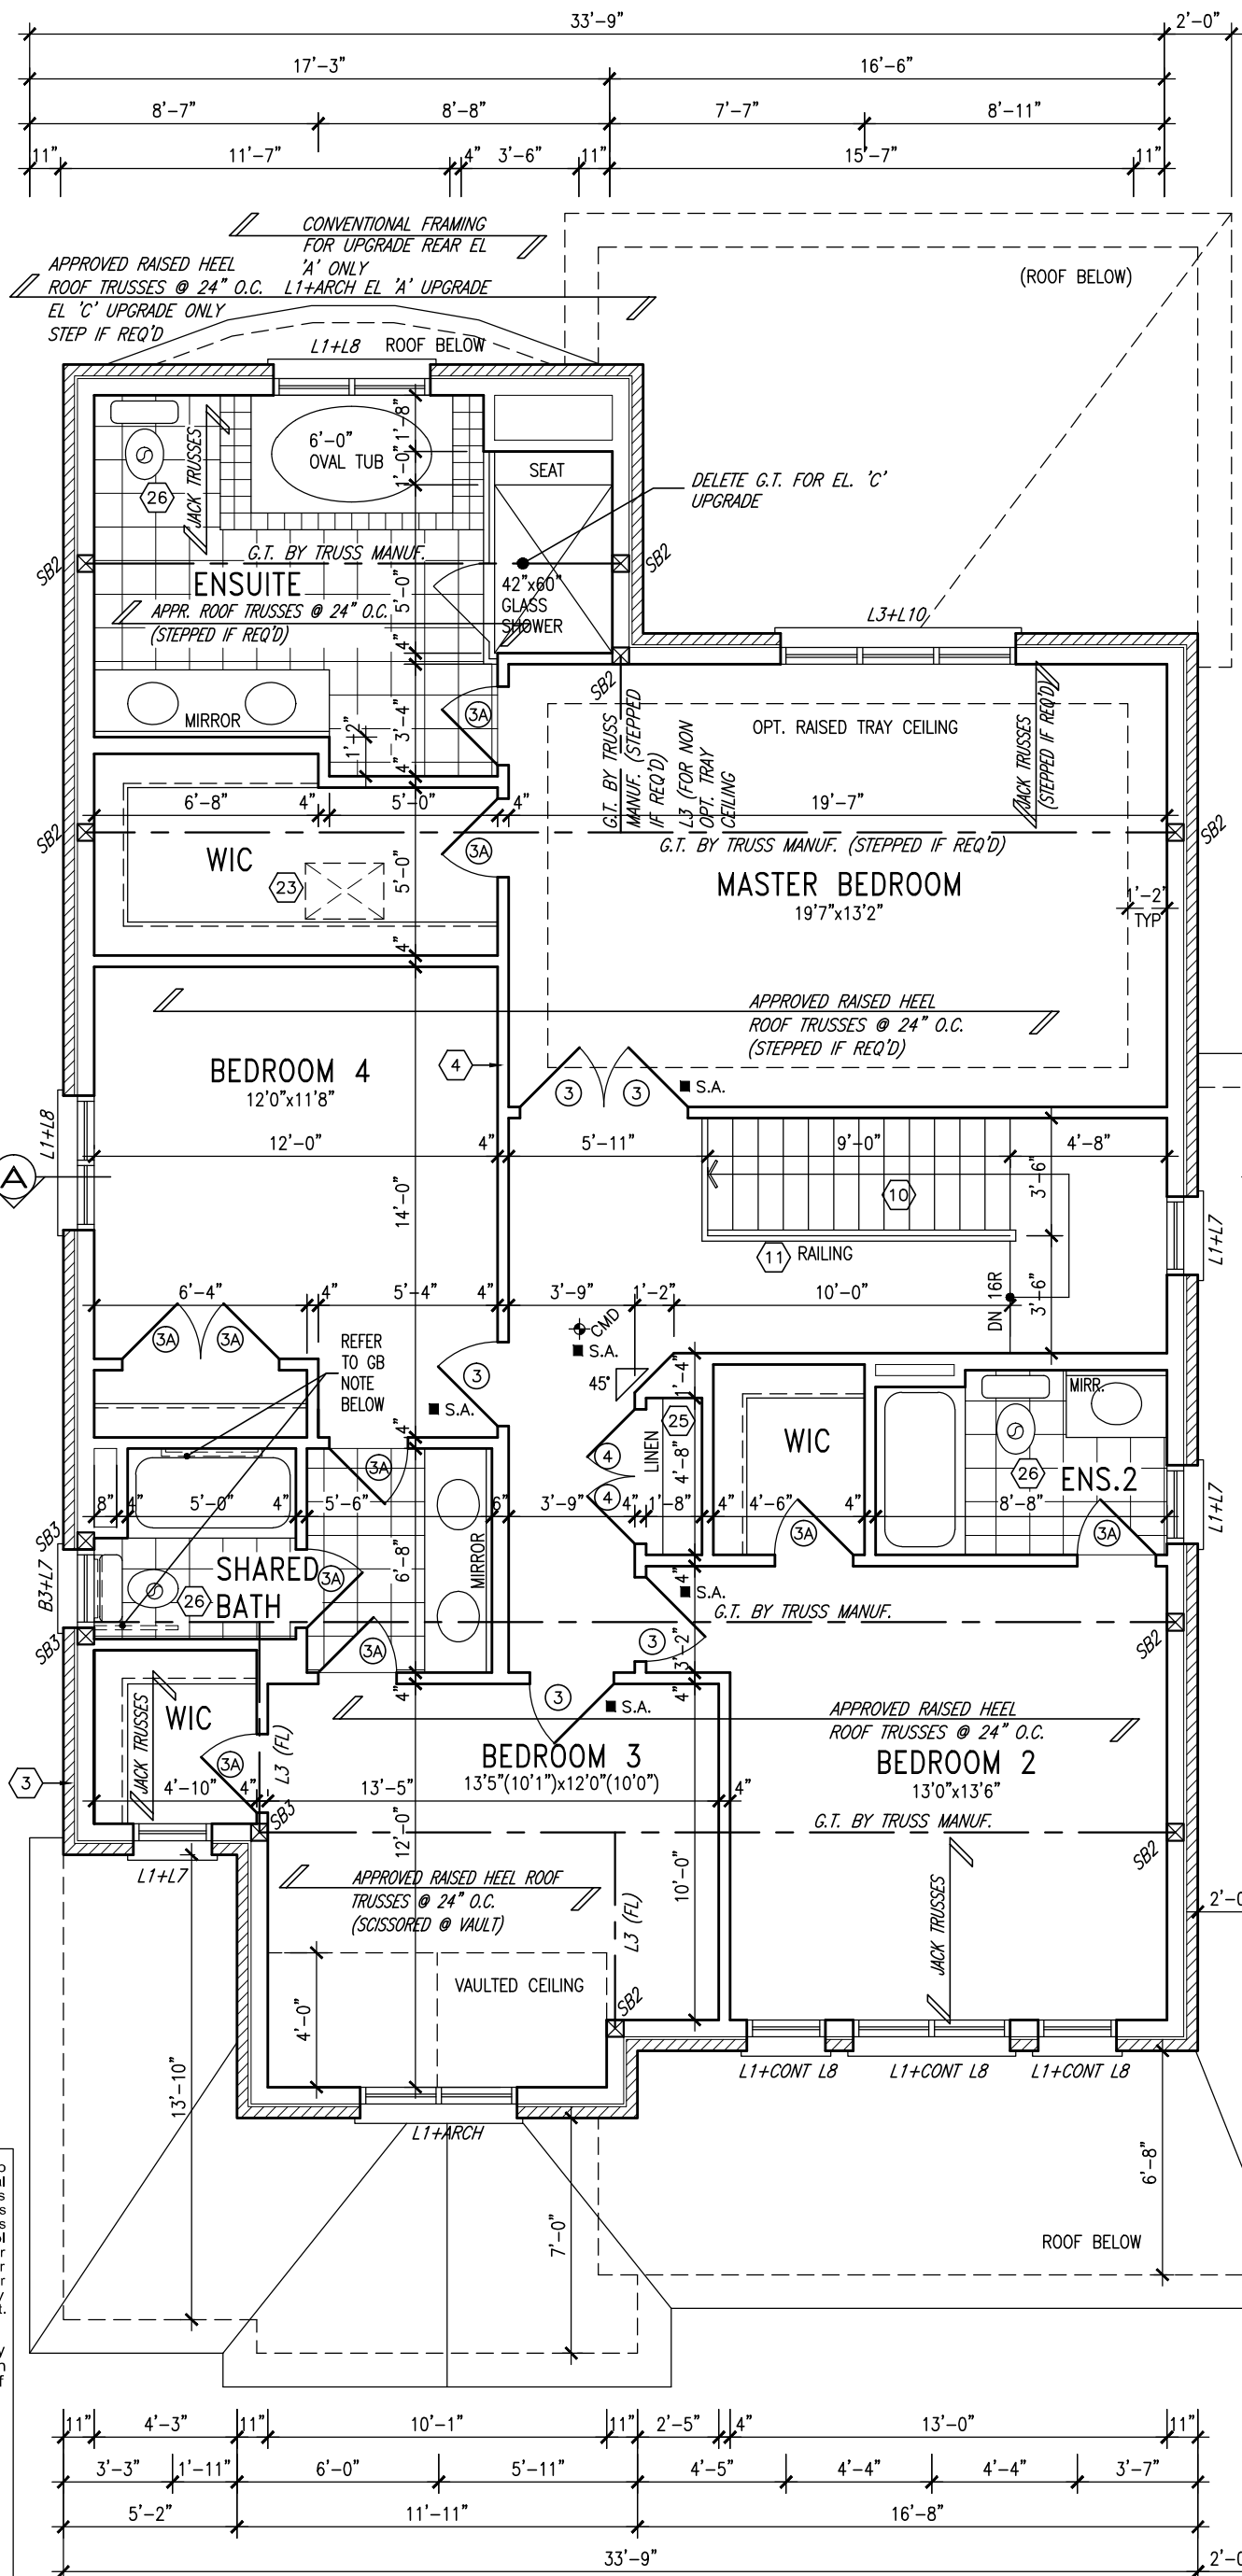 33'-9"
2'-0"
17'-3"
16'-6"
8'-7"
8'-8"
7'-7"
8'-11"
11"
11'-7"
4"
3'-6"
11"
15'-7"
11"
CONVENTIONAL FRAMING
FOR UPGRADE REAR EL
'A' ONLY
APPROVED RAISED HEEL
ROOF TRUSSES @ 24" O.C.
EL 'C' UPGRADE ONLY
STEP IF REQ'D
L1+ARCH EL 'A' UPGRADE
(ROOF BELOW)
L1+L8
ROOF BELOW
6'-0"
OVAL TUB
1'-8"
1'-0"
SEAT
JACK TRUSSES
26
DELETE G.T. FOR EL. 'C'
UPGRADE
G.T. BY TRUSS MANUF.
SB2
SB2
ENSUITE
5'-0"
42"x60"
GLASS
SHOWER
APPR. ROOF TRUSSES @ 24" O.C.
(STEPPED IF REQ'D)
4"
L3+L10
SB2
MIRROR
3A
3'-4"
1'-2"
4"
G.T. BY TRUSS
MANUF. (STEPPED
IF REQ'D)
L3 (FOR NON
OPT. TRAY
CEILING
OPT. RAISED TRAY CEILING
JACK TRUSSES
(STEPPED IF REQ'D)
6'-8"
4"
5'-0"
4"
19'-7"
SB2
SB2
3A
G.T. BY TRUSS MANUF. (STEPPED IF REQ'D)
WIC
23
5'-0"
MASTER BEDROOM
19'7"x13'2"
1'-2"
TYP
4"
APPROVED RAISED HEEL
ROOF TRUSSES @ 24" O.C.
(STEPPED IF REQ'D)
BEDROOM 4
12'0"x11'8"
4
3
3
S.A.
L1+L8
12'-0"
4"
5'-11"
9'-0"
4'-8"
3'-6"
A
14'-0"
10
L1+L7
11
RAILING
6'-4"
4"
5'-4"
4"
3'-9"
1'-2"
10'-0"
DN 16R
3'-6"
3A
3A
REFER
TO GB
NOTE
BELOW
CMD
S.A.
45°
1'-4"
3
S.A.
MIRR.
4"
25
LINEN
4'-8"
WIC
3A
4
4
26
ENS.2
8"
4"
5'-0"
4"
5'-6"
6"
3'-9"
4"
1'-8"
4"
4'-6"
4"
8'-8"
L1+L7
SB3
3A
3A
B3+L7
SHARED
BATH
26
3A
6'-8"
MIRROR
4"
S.A.
G.T. BY TRUSS MANUF.
SB3
3A
3
3'-2"
SB2
4"
4"
WIC
JACK TRUSSES
3A
L3 (FL)
3
S.A.
APPROVED RAISED HEEL
ROOF TRUSSES @ 24" O.C.
BEDROOM 3
13'5"(10'1")x12'0"(10'0")
BEDROOM 2
13'0"x13'6"
3
4'-10"
4"
13'-5"
4"
SB3
G.T. BY TRUSS MANUF.
12'-0"
SB2
L1+L7
APPROVED RAISED HEEL ROOF
TRUSSES @ 24" O.C.
(SCISSORED @ VAULT)
10'-0"
L3 (FL)
JACK TRUSSES
2'-0
VAULTED CEILING
SB2
4'-0"
13'-10"
L1+CONT L8
L1+CONT L8
L1+CONT L8
L1+ARCH
6'-8"
7'-0"
ROOF BELOW
11"
4'-3"
11"
10'-1"
11"
2'-5"
4"
13'-0"
11"
3'-3"
1'-11"
6'-0"
5'-11"
4'-5"
4'-4"
4'-4"
3'-7"
5'-2"
11'-11"
16'-8"
33'-9"
2'-0